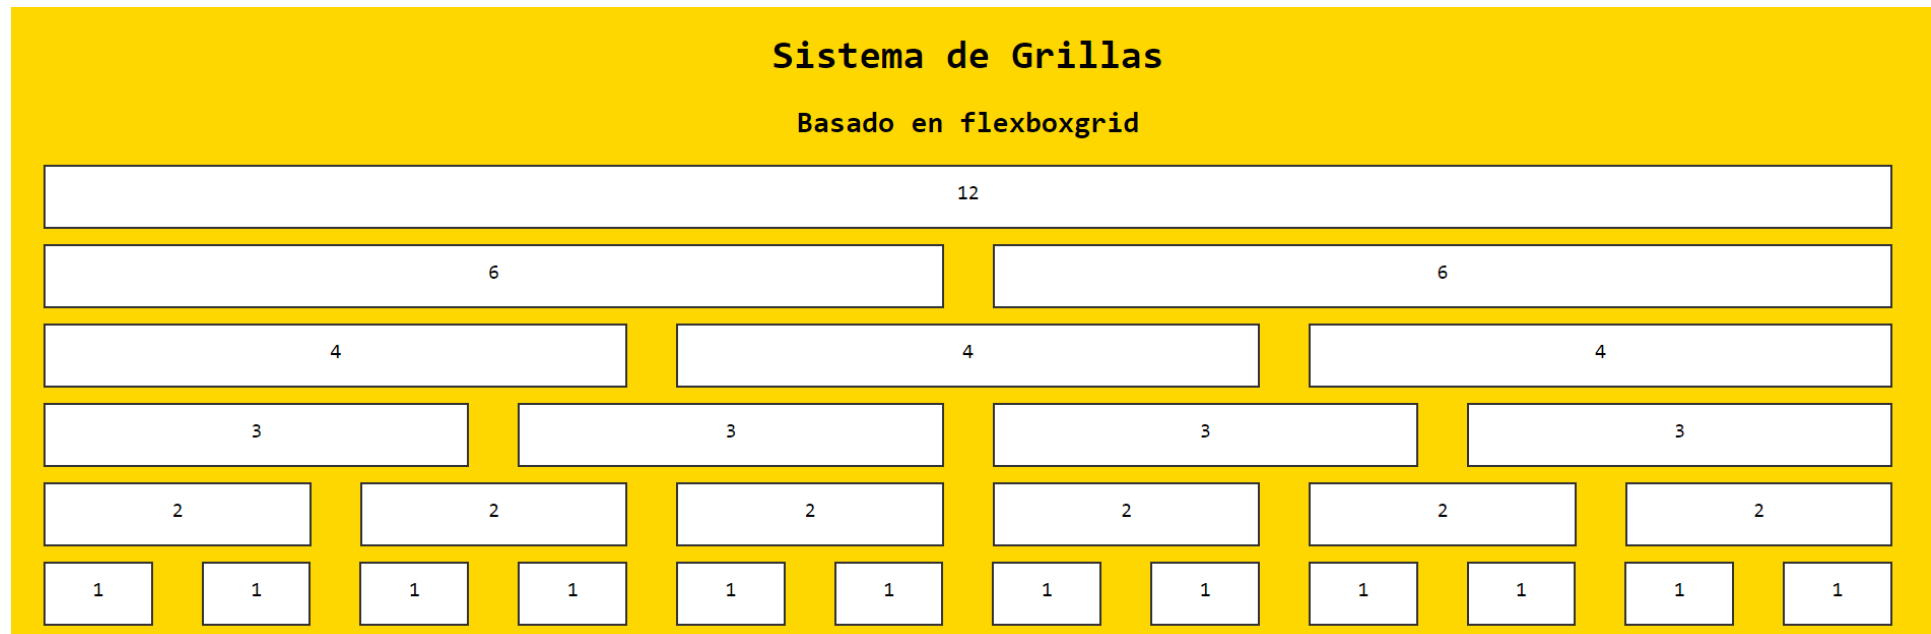 Sistema de Grillas
Basado en flexboxgrid
12
6 6
4 4 4
3 3 3 3
2 2 2 2 2 2
1 1 1 1 1 1 1 1 1 1 1 1